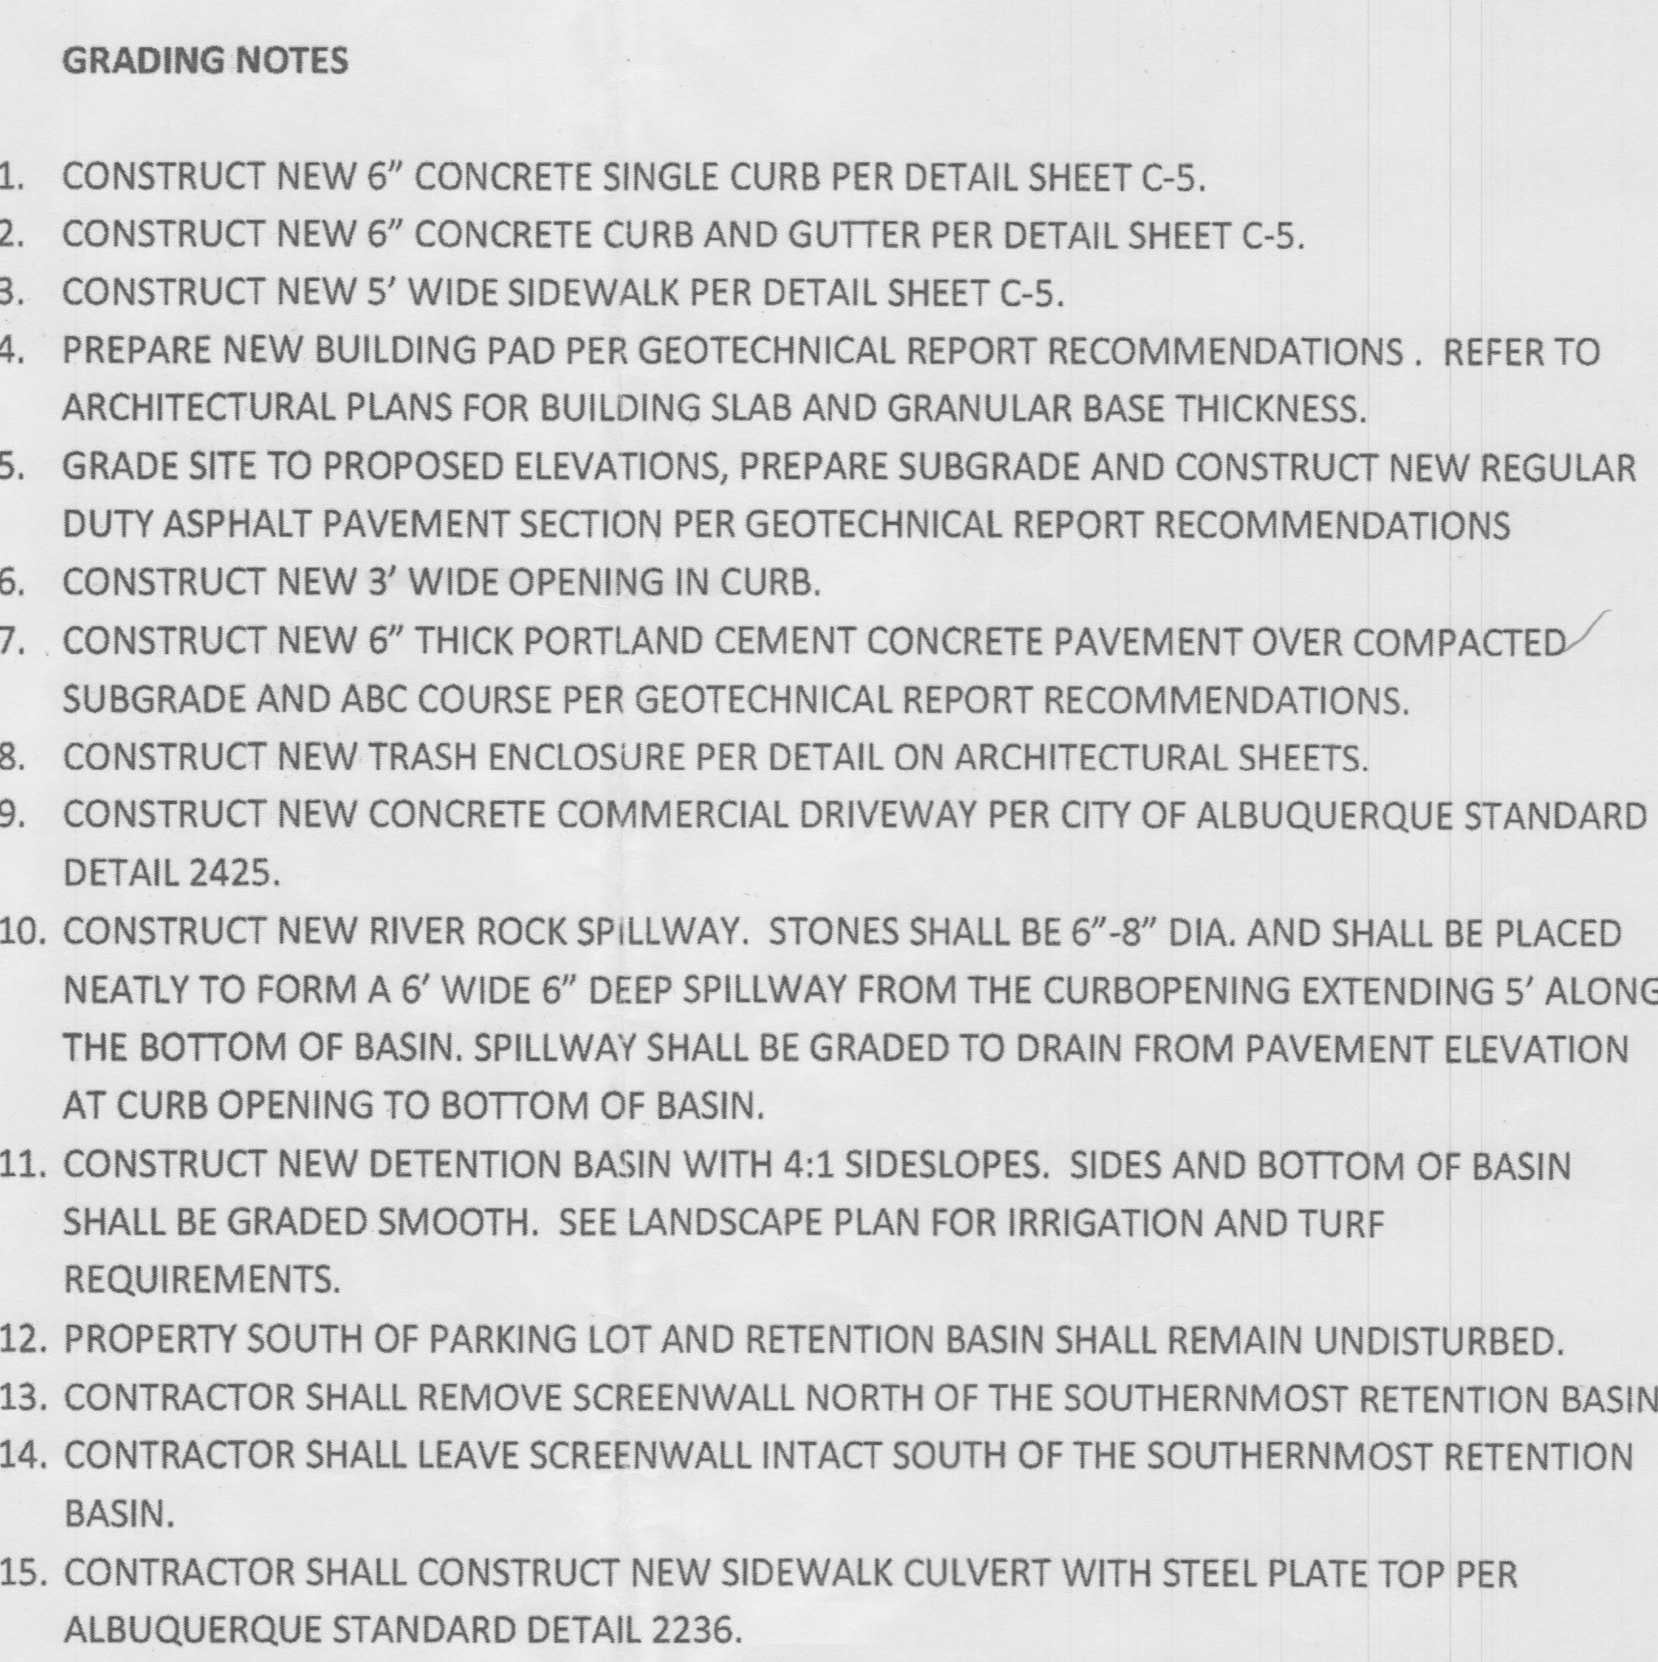 GRADING NOTES
1. CONSTRUCT NEW 6” CONCRETE SINGLE CURB PER DETAIL SHEET C-5.
2. CONSTRUCT NEW 6” CONCRETE CURB AND GUTTER PER DETAIL SHEET C-5.
3. CONSTRUCT NEW 5’ WIDE SIDEWALK PER DETAIL SHEET C-5.
4. PREPARE NEW BUILDING PAD PER GEOTECHNICAL REPORT RECOMMENDATIONS . REFER TO
ARCHITECTURAL PLANS FOR BUILDING SLAB AND GRANULAR BASE THICKNESS.
5. GRADE SITE TO PROPOSED ELEVATIONS, PREPARE SUBGRADE AND CONSTRUCT NEW REGULAR
DUTY ASPHALT PAVEMENT SECTION PER GEOTECHNICAL REPORT RECOMMENDATIONS
6. CONSTRUCT NEW 3’ WIDE OPENING IN CURB.
7. CONSTRUCT NEW 6” THICK PORTLAND CEMENT CONCRETE PAVEMENT OVER COMPACTED
SUBGRADE AND ABC COURSE PER GEOTECHNICAL REPORT RECOMMENDATIONS.
8. CONSTRUCT NEW TRASH ENCLOSURE PER DETAIL ON ARCHITECTURAL SHEETS.
9. CONSTRUCT NEW CONCRETE COMMERCIAL DRIVEWAY PER CITY OF ALBUQUERQUE STANDARD
DETAIL 2425.
10. CONSTRUCT NEW RIVER ROCK SPILLWAY. STONES SHALL BE 6”-8” DIA. AND SHALL BE PLACED
NEATLY TO FORM A 6’ WIDE 6” DEEP SPILLWAY FROM THE CURBOPENING EXTENDING 5’ ALONG
THE BOTTOM OF BASIN. SPILLWAY SHALL BE GRADED TO DRAIN FROM PAVEMENT ELEVATION
AT CURB OPENING TO BOTTOM OF BASIN.
11. CONSTRUCT NEW DETENTION BASIN WITH 4:1 SIDESLOPES. SIDES AND BOTTOM OF BASIN
SHALL BE GRADED SMOOTH. SEE LANDSCAPE PLAN FOR IRRIGATION AND TURF
REQUIREMENTS.
12. PROPERTY SOUTH OF PARKING LOT AND RETENTION BASIN SHALL REMAIN UNDISTURBED.
13. CONTRACTOR SHALL REMOVE SCREENWALL NORTH OF THE SOUTHERNMOST RETENTION BASIN
14. CONTRACTOR SHALL LEAVE SCREENWALL INTACT SOUTH OF THE SOUTHERNMOST RETENTION
BASIN.
15. CONTRACTOR SHALL CONSTRUCT NEW SIDEWALK CULVERT WITH STEEL PLATE TOP PER
ALBUQUERQUE STANDARD DETAIL 2236.